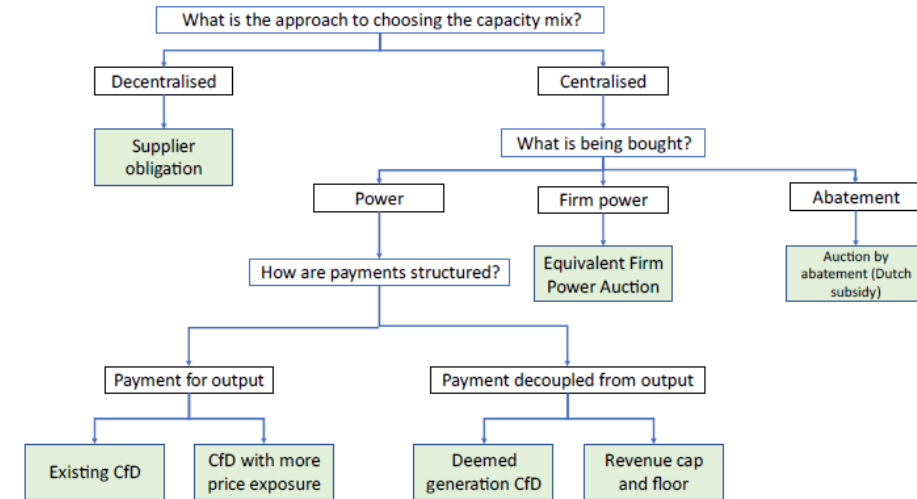 What is the approach to choosing the capacity mix?
Decentralised
Centralised
Supplier
obligation
What is being bought?
Power
Firm power
Abatement
How are payments structured?
Equivalent Firm
Power Auction
Auction by
abatement (Dutch
subsidy)
Payment for output
Payment decoupled from output
Existing CfD
CfD with more
price exposure
Deemed
generation CfD
Revenue cap
and floor